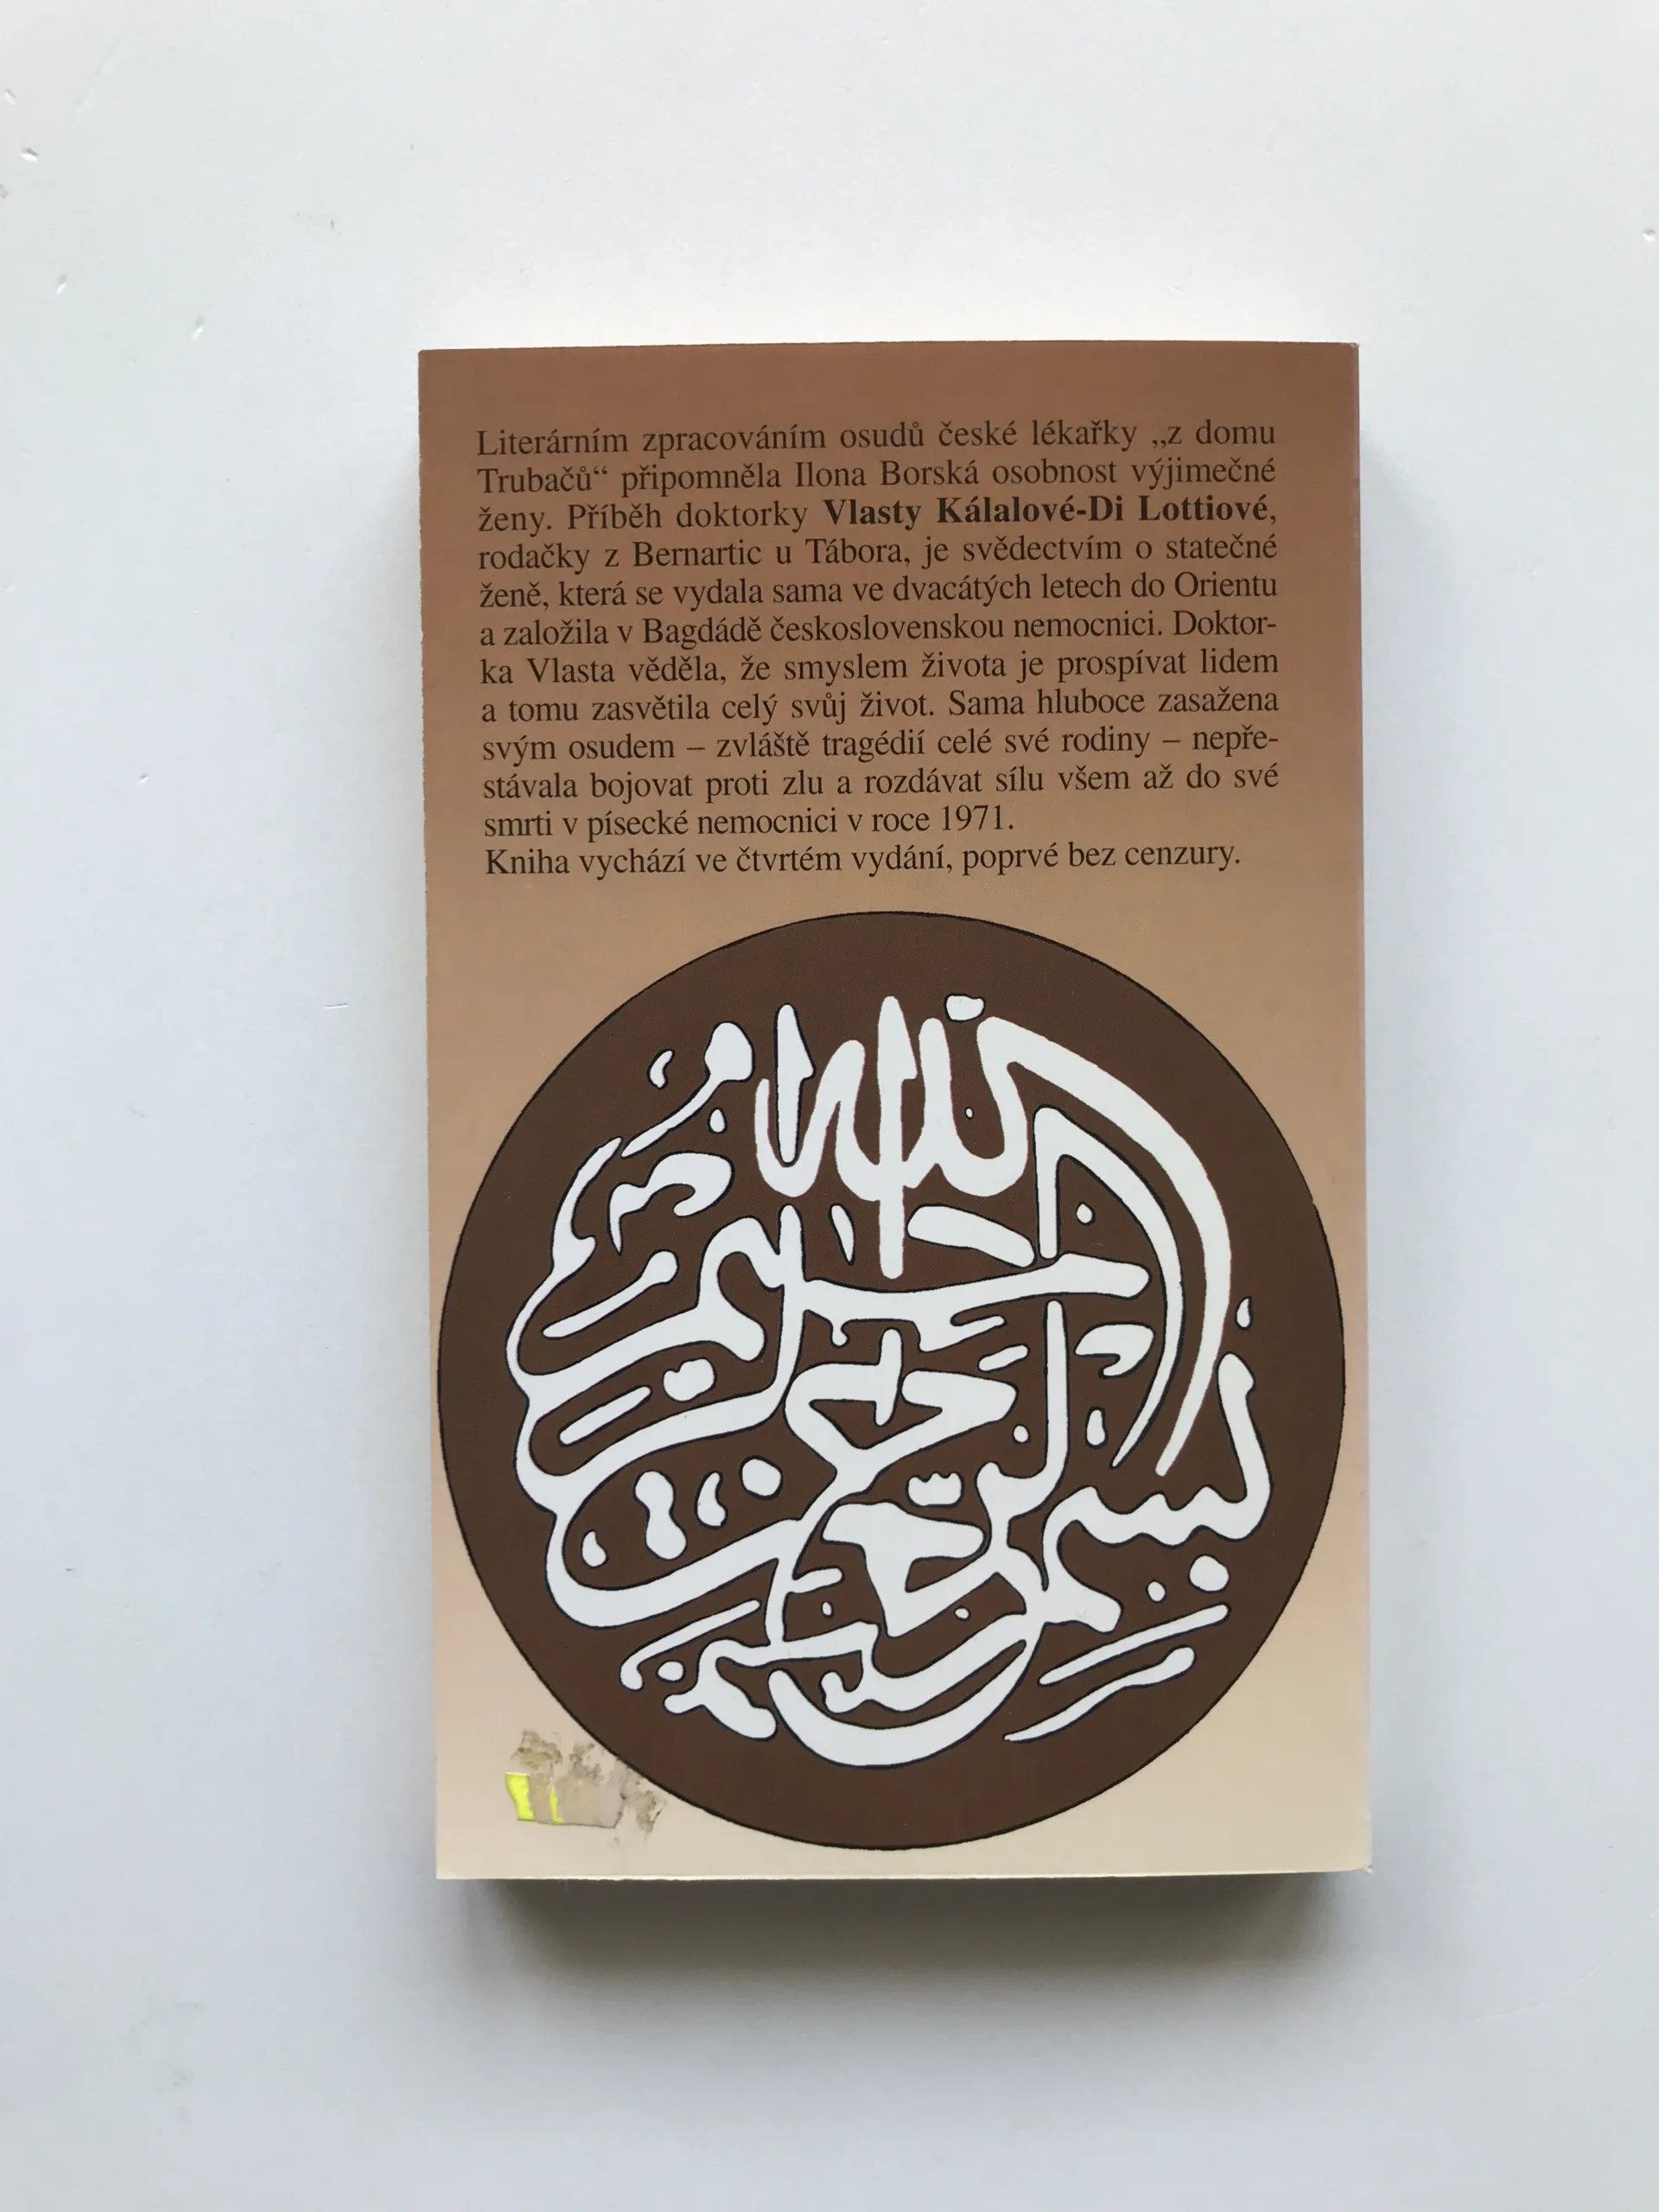 Literárním zpracováním osudů české lékařky „z domu
Trubačů“ připomněla Ilona Borská osobnost výjimečné
ženy. Příběh doktorky Vlasty Kálalové-Di Lottiové,
rodačky z Bernartic u Tábora, je svědectvím o statečné
ženě, která se vydala sama ve dvacátých letech do Orientu
a založila v Bagdádě československou nemocnici. Doktor-
ka Vlasta věděla, že smyslem života je prospívat lidem
a tomu zasvětila celý svůj život. Sama hluboce zasažena
svým osudem – zvláště tragédií celé své rodiny – nepře-
stávala bojovat proti zlu a rozdávat sílu všem až do své
smrti v písecké nemocnici v roce 1971.
Kniha vychází ve čtvrtém vydání, poprvé bez cenzury.
بسم الله الرحمن الرحيم